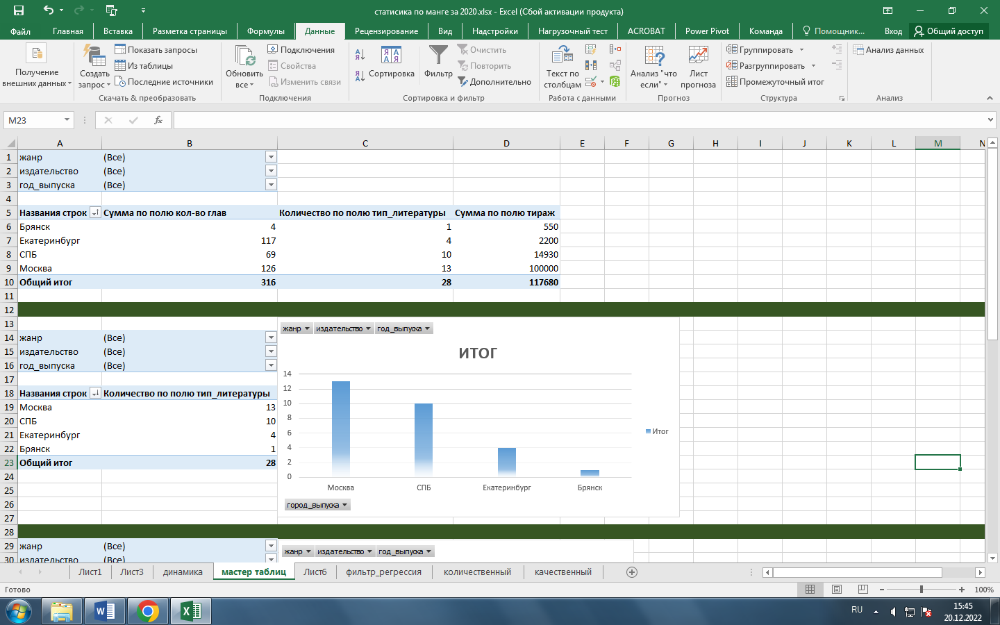 статисика по манге за 2020.xlsx - Excel (Сбой активации продукта)
Файл Главная Вставка Разметка страницы Формулы Данные Рецензирование Вид Надстройки Нагрузочный тест ACROBAT Power Pivot Команда Помощник... Вход Общий доступ
Получение внешних данных
Создать запрос
Показать запросы
Из таблицы
Последние источники
Скачать & преобразовать
Обновить все
Подключения
Свойства
Изменить связи
Подключения
Сортировка
Фильтр
Очистить
Повторить
Дополнительно
Сортировка и фильтр
Текст по столбцам
Работа с данными
Анализ "что если"
Лист прогноза
Прогноз
Группировать
Разгруппировать
Промежуточный итог
Структура
Анализ данных
Анализ
M23 fx
A B C D E F G H I J K L M N
1 жанр (Все)
2 издательство (Все)
3 год_выпуска (Все)
4
5 Названия строк Сумма по полю кол-во глав Количество по полю тип_литературы Сумма по полю тираж
6 Брянск 4 1 550
7 Екатеринбург 117 4 2200
8 СПБ 69 10 14930
9 Москва 126 13 100000
10 Общий итог 316 28 117680
11
12
13
14 жанр (Все)
15 издательство (Все)
16 год_выпуска (Все)
17
18 Названия строк Количество по полю тип_литературы
19 Москва 13
20 СПБ 10
21 Екатеринбург 4
22 Брянск 1
23 Общий итог 28
24
25
26
27
28
жанр издательство год_выпуска
ИТОГ
14
12
10
8
6
4
2
0
Москва СПБ Екатеринбург Брянск
Итог
город_выпуска
29 жанр (Все)
30 издательство (Все)
жанр издательство год_выпуска
Лист1 Лист3 динамика мастер таблиц Лист6 фильтр_регрессия количественный качественный
Готово 100%
RU 15:45
20.12.2022